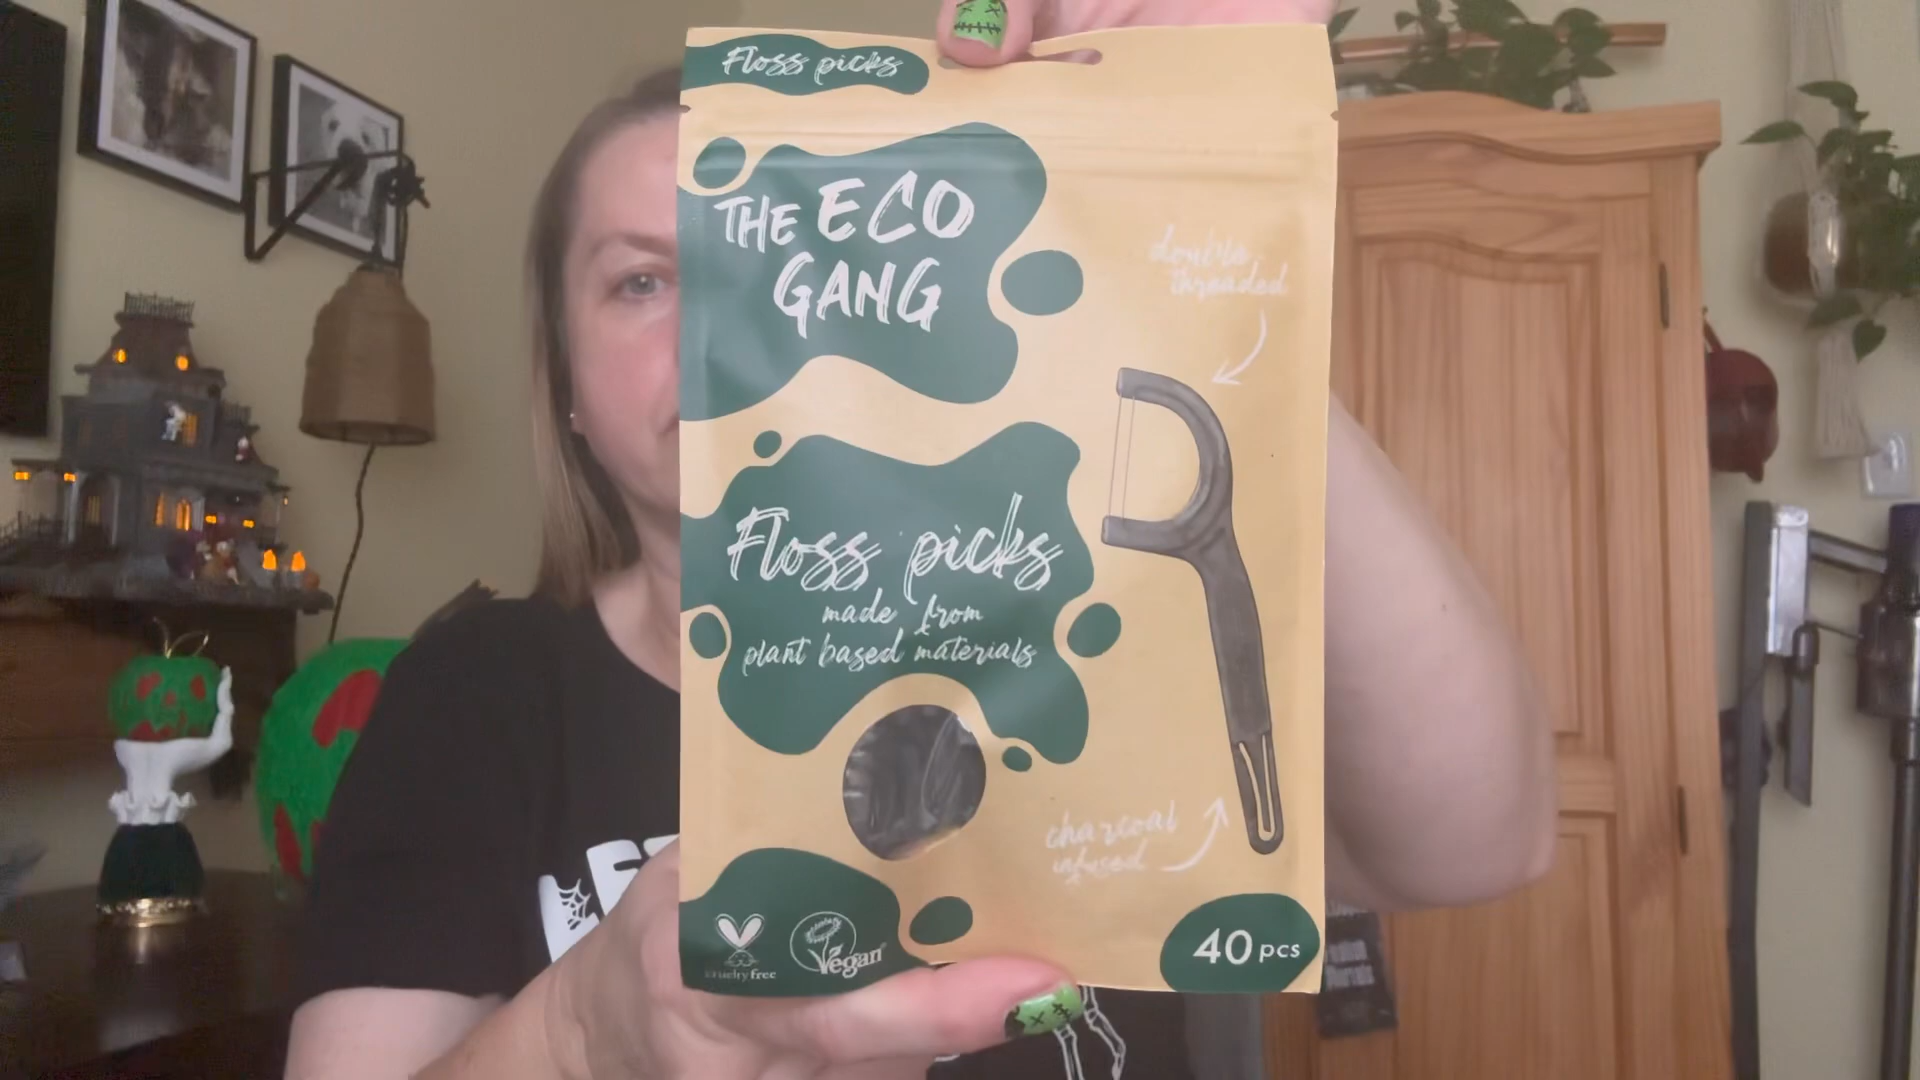 Floss picks
THE ECO
GANG
double
threaded
Floss picks
made from
plant based materials
charcoal
infused
cruelty free
Vegan
40 pcs